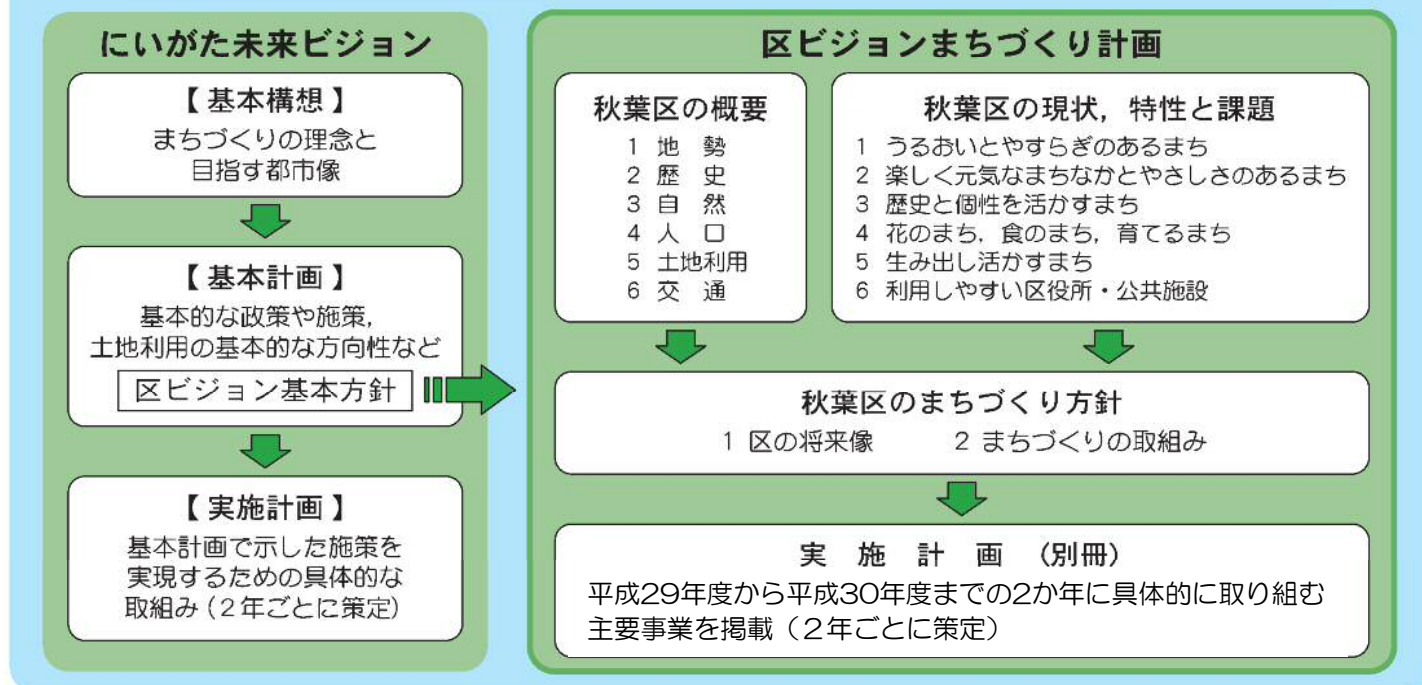 にいがた未来ビジョン
【基本構想】
まちづくりの理念と
目指す都市像
【基本計画】
基本的な政策や施策,
土地利用の基本的な方向性など
区ビジョン基本方針
【実施計画】
基本計画で示した施策を
実現するための具体的な
取組み(2年ごとに策定)
区ビジョンまちづくり計画
秋葉区の概要
1 地 勢
2 歴 史
3 自 然
4 人 口
5 土地利用
6 交 通
秋葉区の現状,特性と課題
1 うるおいとやすらぎのあるまち
2 楽しく元気なまちなかとやさしさのあるまち
3 歴史と個性を活かすまち
4 花のまち,食のまち,育てるまち
5 生み出し活かすまち
6 利用しやすい区役所・公共施設
秋葉区のまちづくり方針
1 区の将来像 2 まちづくりの取組み
実 施 計 画 (別冊)
平成29年度から平成30年度までの2か年に具体的に取り組む
主要事業を掲載(2年ごとに策定)